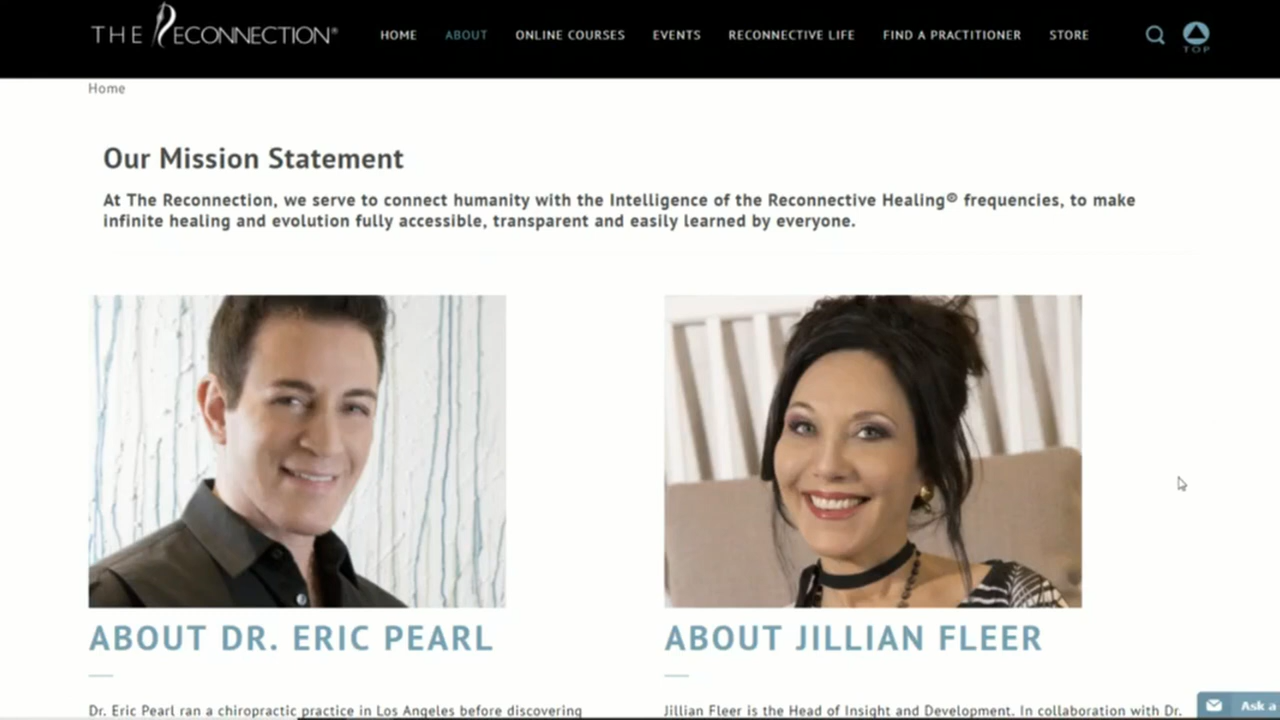 THE RECONNECTION®
HOME ABOUT ONLINE COURSES EVENTS RECONNECTIVE LIFE FIND A PRACTITIONER STORE
TOP
Home
Our Mission Statement
At The Reconnection, we serve to connect humanity with the Intelligence of the Reconnective Healing® frequencies, to make
infinite healing and evolution fully accessible, transparent and easily learned by everyone.
ABOUT DR. ERIC PEARL
ABOUT JILLIAN FLEER
Dr. Eric Pearl ran a chiropractic practice in Los Angeles before discovering
Jillian Fleer is the Head of Insight and Development. In collaboration with Dr.
Ask a